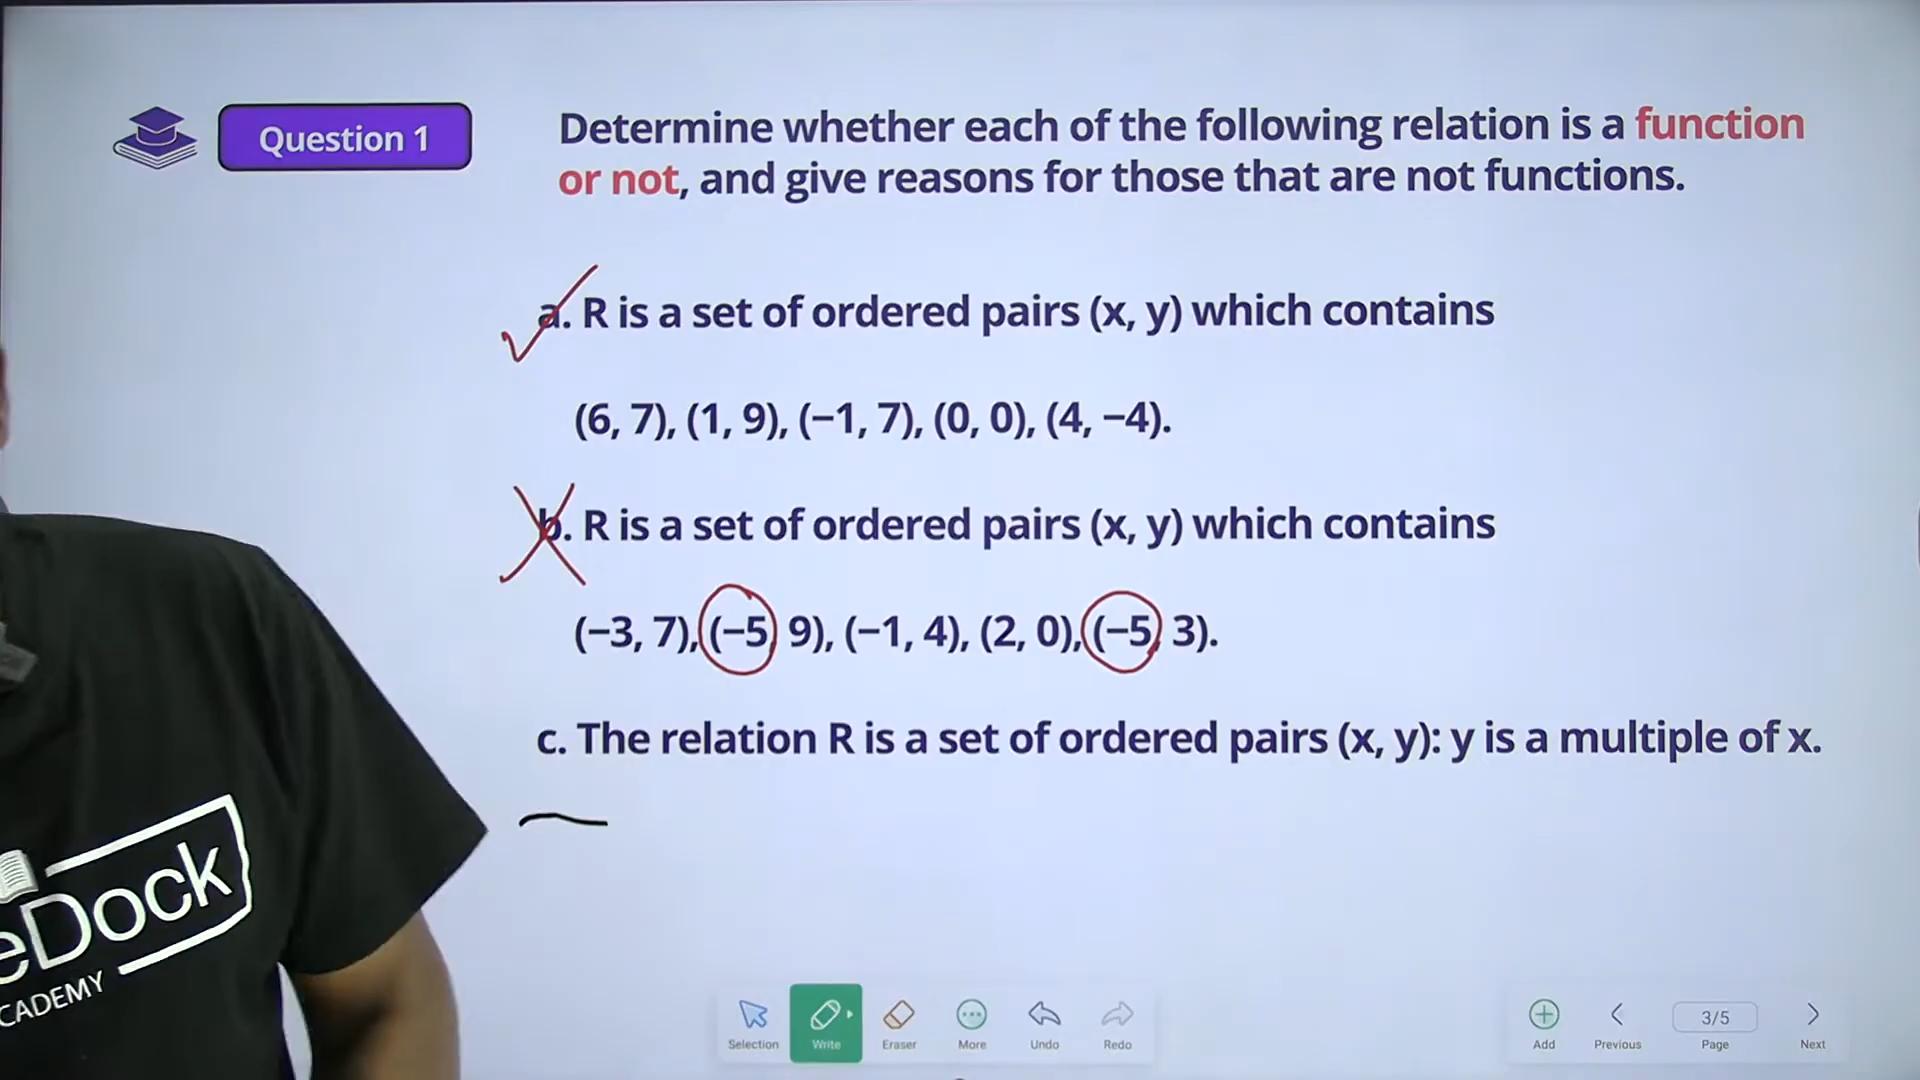 Question 1
Determine whether each of the following relation is a function
or not, and give reasons for those that are not functions.
a. R is a set of ordered pairs (x, y) which contains
(6, 7), (1, 9), (−1, 7), (0, 0), (4, −4).
b. R is a set of ordered pairs (x, y) which contains
(−3, 7), (−5, 9), (−1, 4), (2, 0), (−5, 3).
c. The relation R is a set of ordered pairs (x, y): y is a multiple of x.
eDock
CADEMY
Selection Write Eraser More Undo Redo
Add Previous 3/5 Page Next